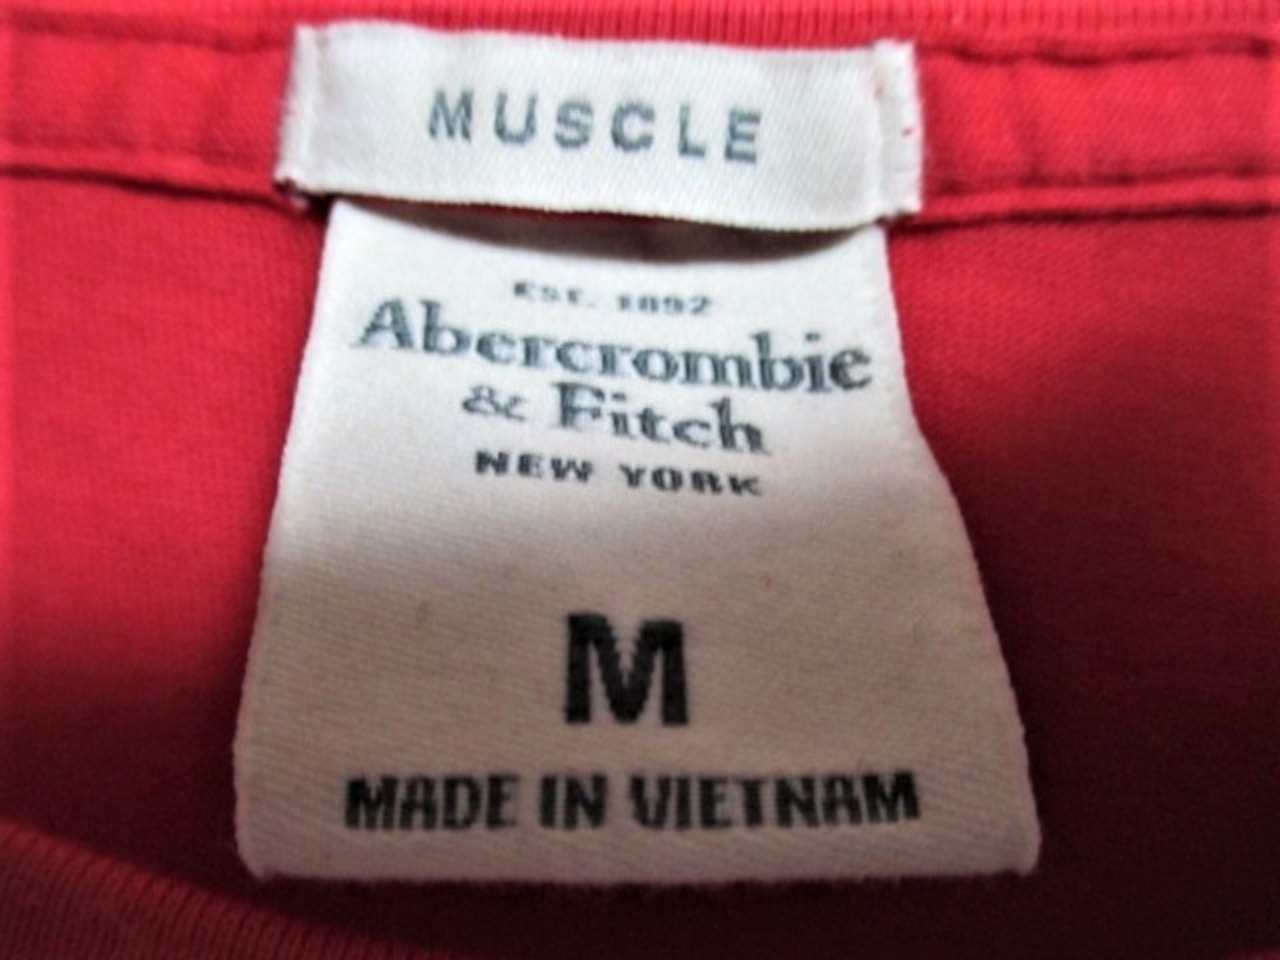 MUSCLE
EST. 1892
Abercrombie
& Fitch
NEW YORK
M
MADE IN VIETNAM